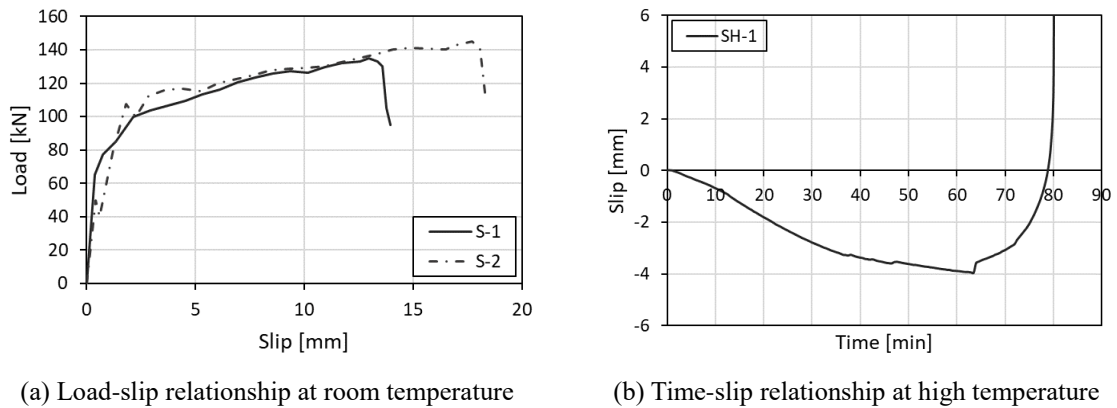 160
140
120
100
80
60
40
20
0
Load [kN]
S-1
S-2
0 5 10 15 20
Slip [mm]
(a) Load-slip relationship at room temperature
6
4
2
0
-2
-4
-6
Slip [mm]
SH-1
0 10 20 30 40 50 60 70 80 90
Time [min]
(b) Time-slip relationship at high temperature